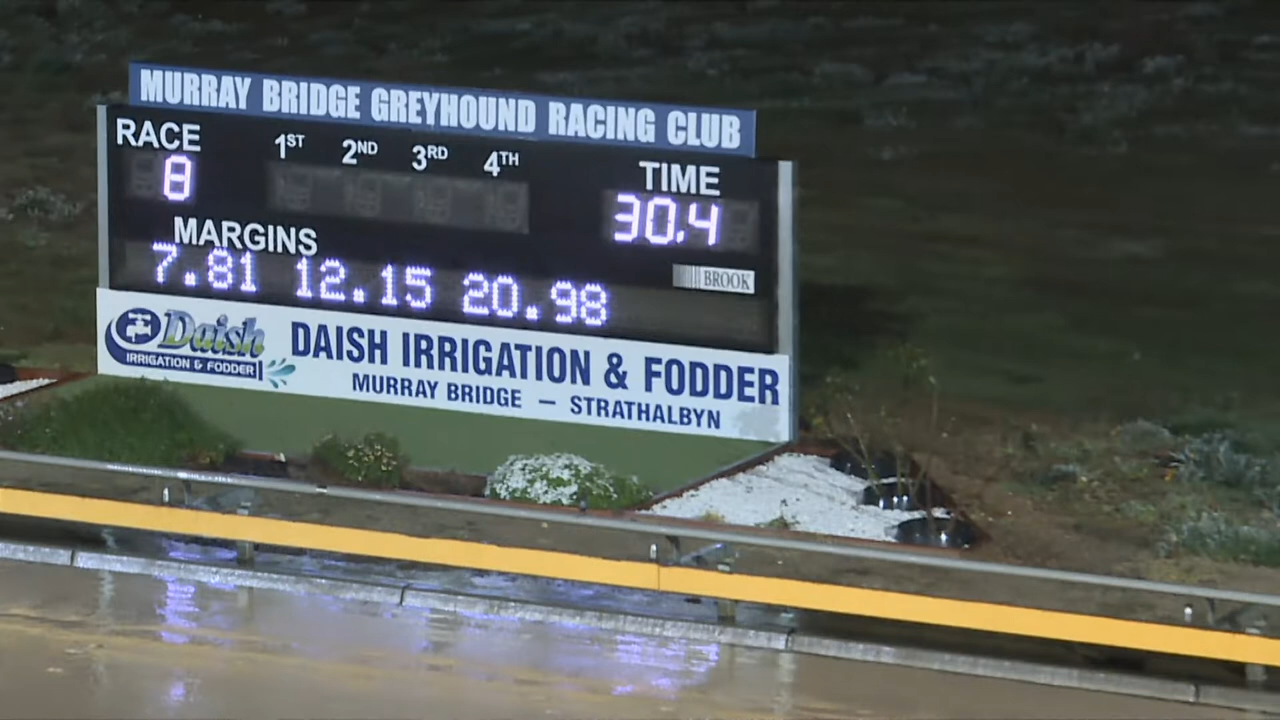 MURRAY BRIDGE GREYHOUND RACING CLUB
RACE 1ST 2ND 3RD 4TH TIME
8 30.4
MARGINS
7.81 12.15 20.98
BROOK
Daish
IRRIGATION & FODDER
DAISH IRRIGATION & FODDER
MURRAY BRIDGE — STRATHALBYN